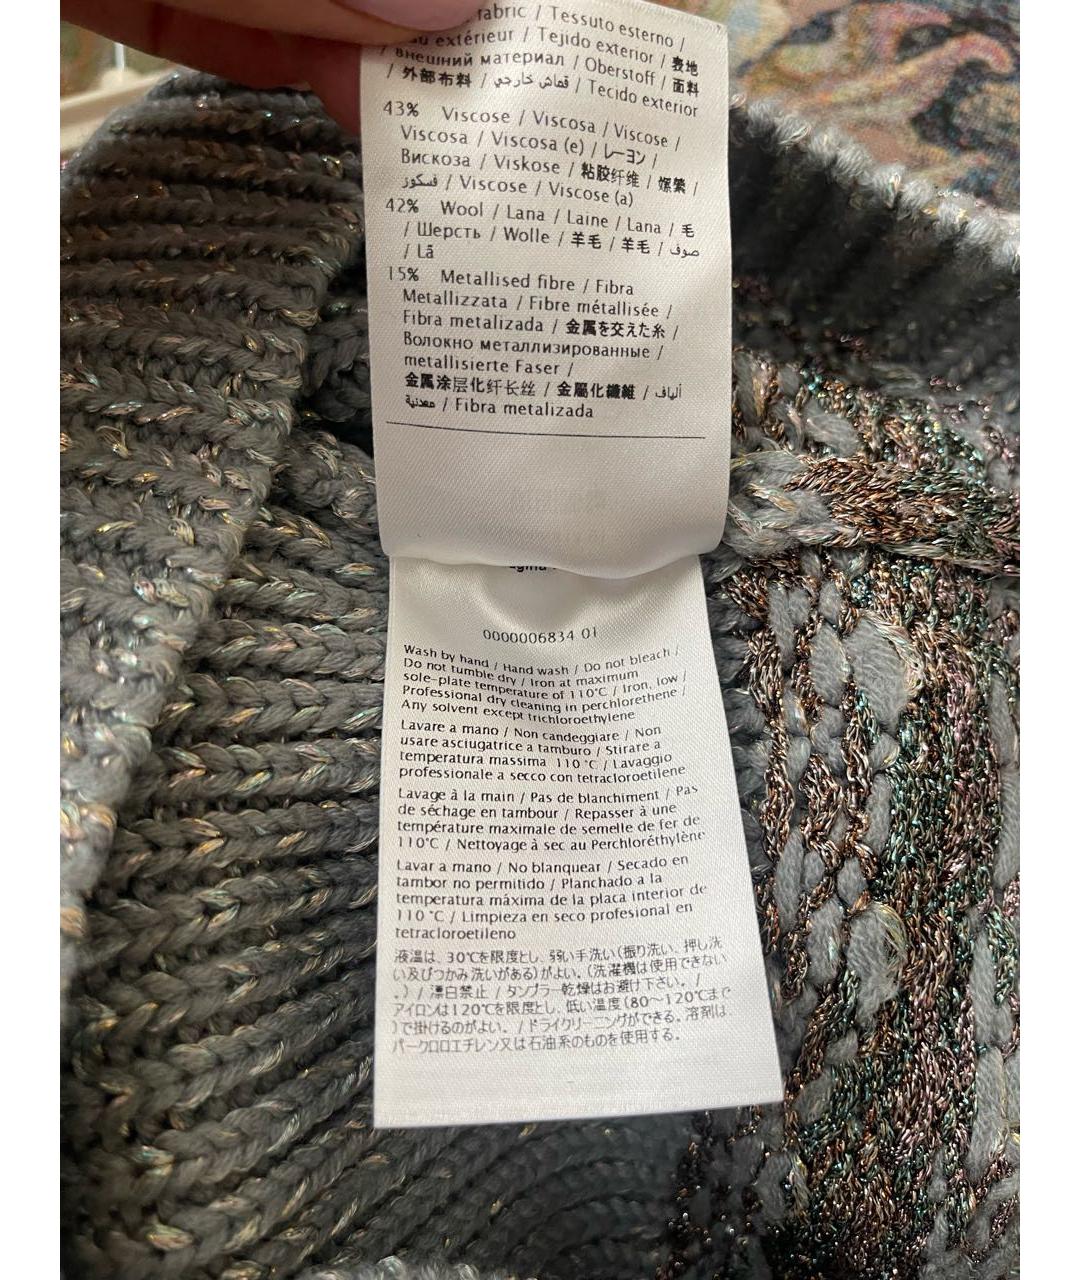 fabric / Tessuto esterno /
au extérieur / Tejido exterior / 表地
/ внешний материал / Oberstoff / 面料
/ 外部布料 / قماش خارجي / Tecido exterior
43% Viscose / Viscosa / Viscose /
Viscosa / Viscosa (e) / レーヨン /
Вискоза / Viskose / 粘胶纤维 / 嫘縈 /
فسكوز / Viscose / Viscose (a)
42% Wool / Lana / Laine / Lana / 毛
/ Шерсть / Wolle / 羊毛 / 羊毛 / صوف
/ Lã
15% Metallised fibre / Fibra
Metallizzata / Fibre métallisée /
Fibra metalizada / 金属を交えた糸 /
Волокно металлизированные /
metallisierte Faser /
金属涂层化纤长丝 / 金屬化纖維 / ألياف
معدنية / Fibra metalizada
0000006834 01
Wash by hand / Hand wash / Do not bleach /
Do not tumble dry / Iron at maximum
sole-plate temperature of 110°C / Iron, low /
Professional dry cleaning in perchlorethene /
Any solvent except trichloroethylene
Lavare a mano / Non candeggiare / Non
usare asciugatrice a tamburo / Stirare a
temperatura massima 110 °C / Lavaggio
professionale a secco con tetracloroetilene
Lavage à la main / Pas de blanchiment / Pas
de séchage en tambour / Repasser à une
température maximale de semelle de fer de
110°C / Nettoyage à sec au Perchloréthylène
Lavar a mano / No blanquear / Secado en
tambor no permitido / Planchado a la
temperatura máxima de la placa interior de
110 °C / Limpieza en seco profesional en
tetracloroetileno
液温は、30℃を限度とし、弱い手洗い(振り洗い、押し洗
い及びつかみ洗いがある)がよい。(洗濯機は使用できない
。) / 漂白禁止 / タンブラー乾燥はお避け下さい。 /
アイロンは120℃を限度とし、低い温度(80～120℃まで
)で掛けるのがよい。 / ドライクリーニングができる。溶剤は、
パークロロエチレン又は石油系のものを使用する。